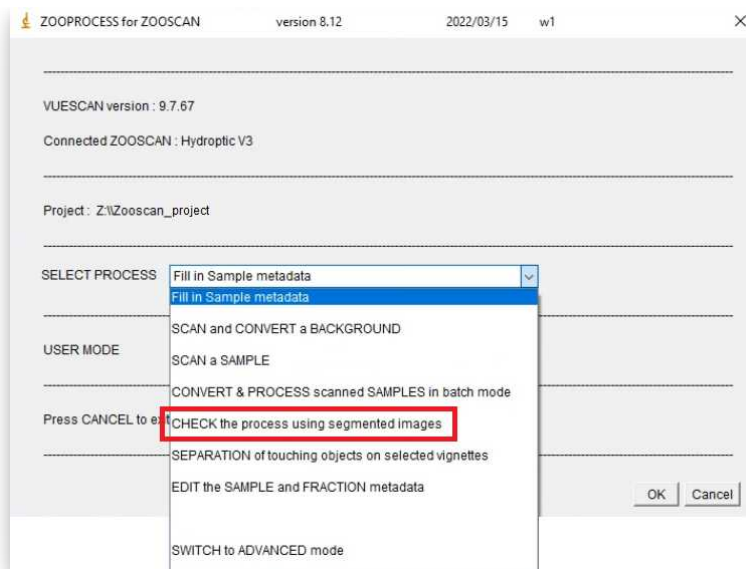 ZOOPROCESS for ZOOSCAN version 8.12 2022/03/15 w1
VUESCAN version : 9.7.67
Connected ZOOSCAN : Hydroptic V3
Project : Z:\\Zooscan_project
SELECT PROCESS Fill in Sample metadata
Fill in Sample metadata
SCAN and CONVERT a BACKGROUND
USER MODE
SCAN a SAMPLE
CONVERT & PROCESS scanned SAMPLES in batch mode
Press CANCEL to exit
CHECK the process using segmented images
SEPARATION of touching objects on selected vignettes
EDIT the SAMPLE and FRACTION metadata
OK Cancel
SWITCH to ADVANCED mode